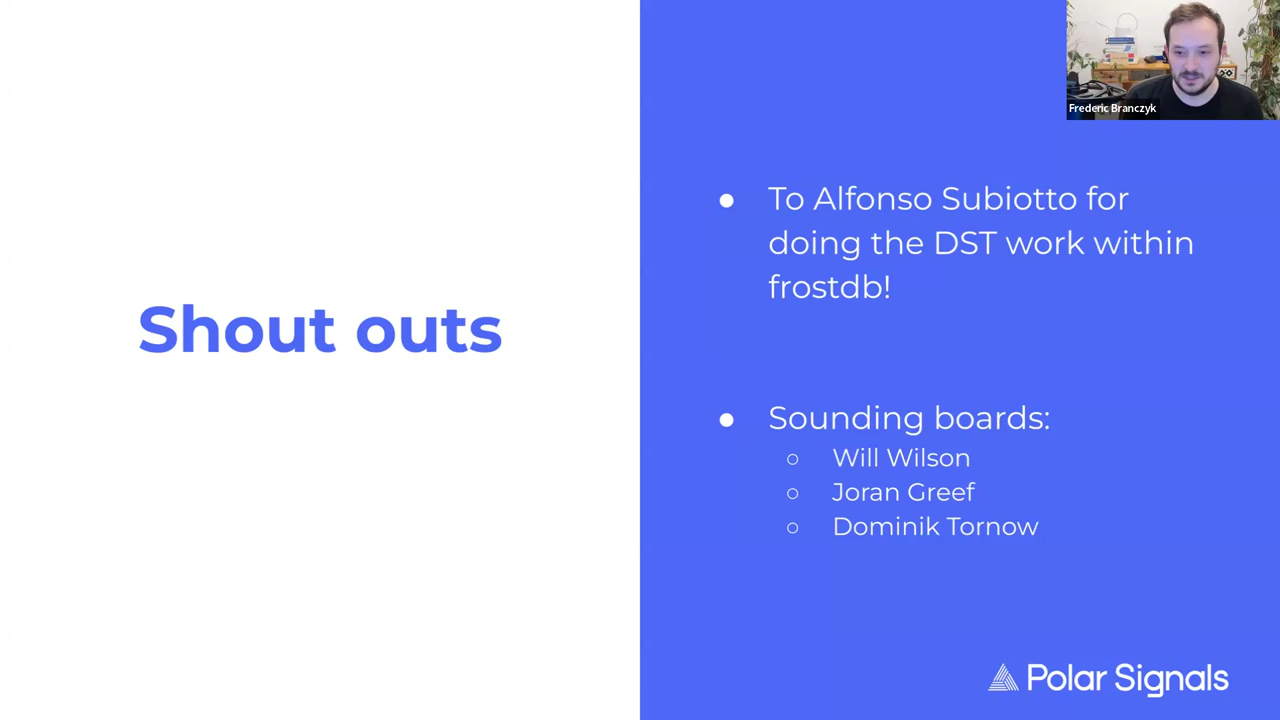 Frederic Branczyk
Shout outs
● To Alfonso Subiotto for
doing the DST work within
frostdb!
● Sounding boards:
○ Will Wilson
○ Joran Greef
○ Dominik Tornow
Polar Signals